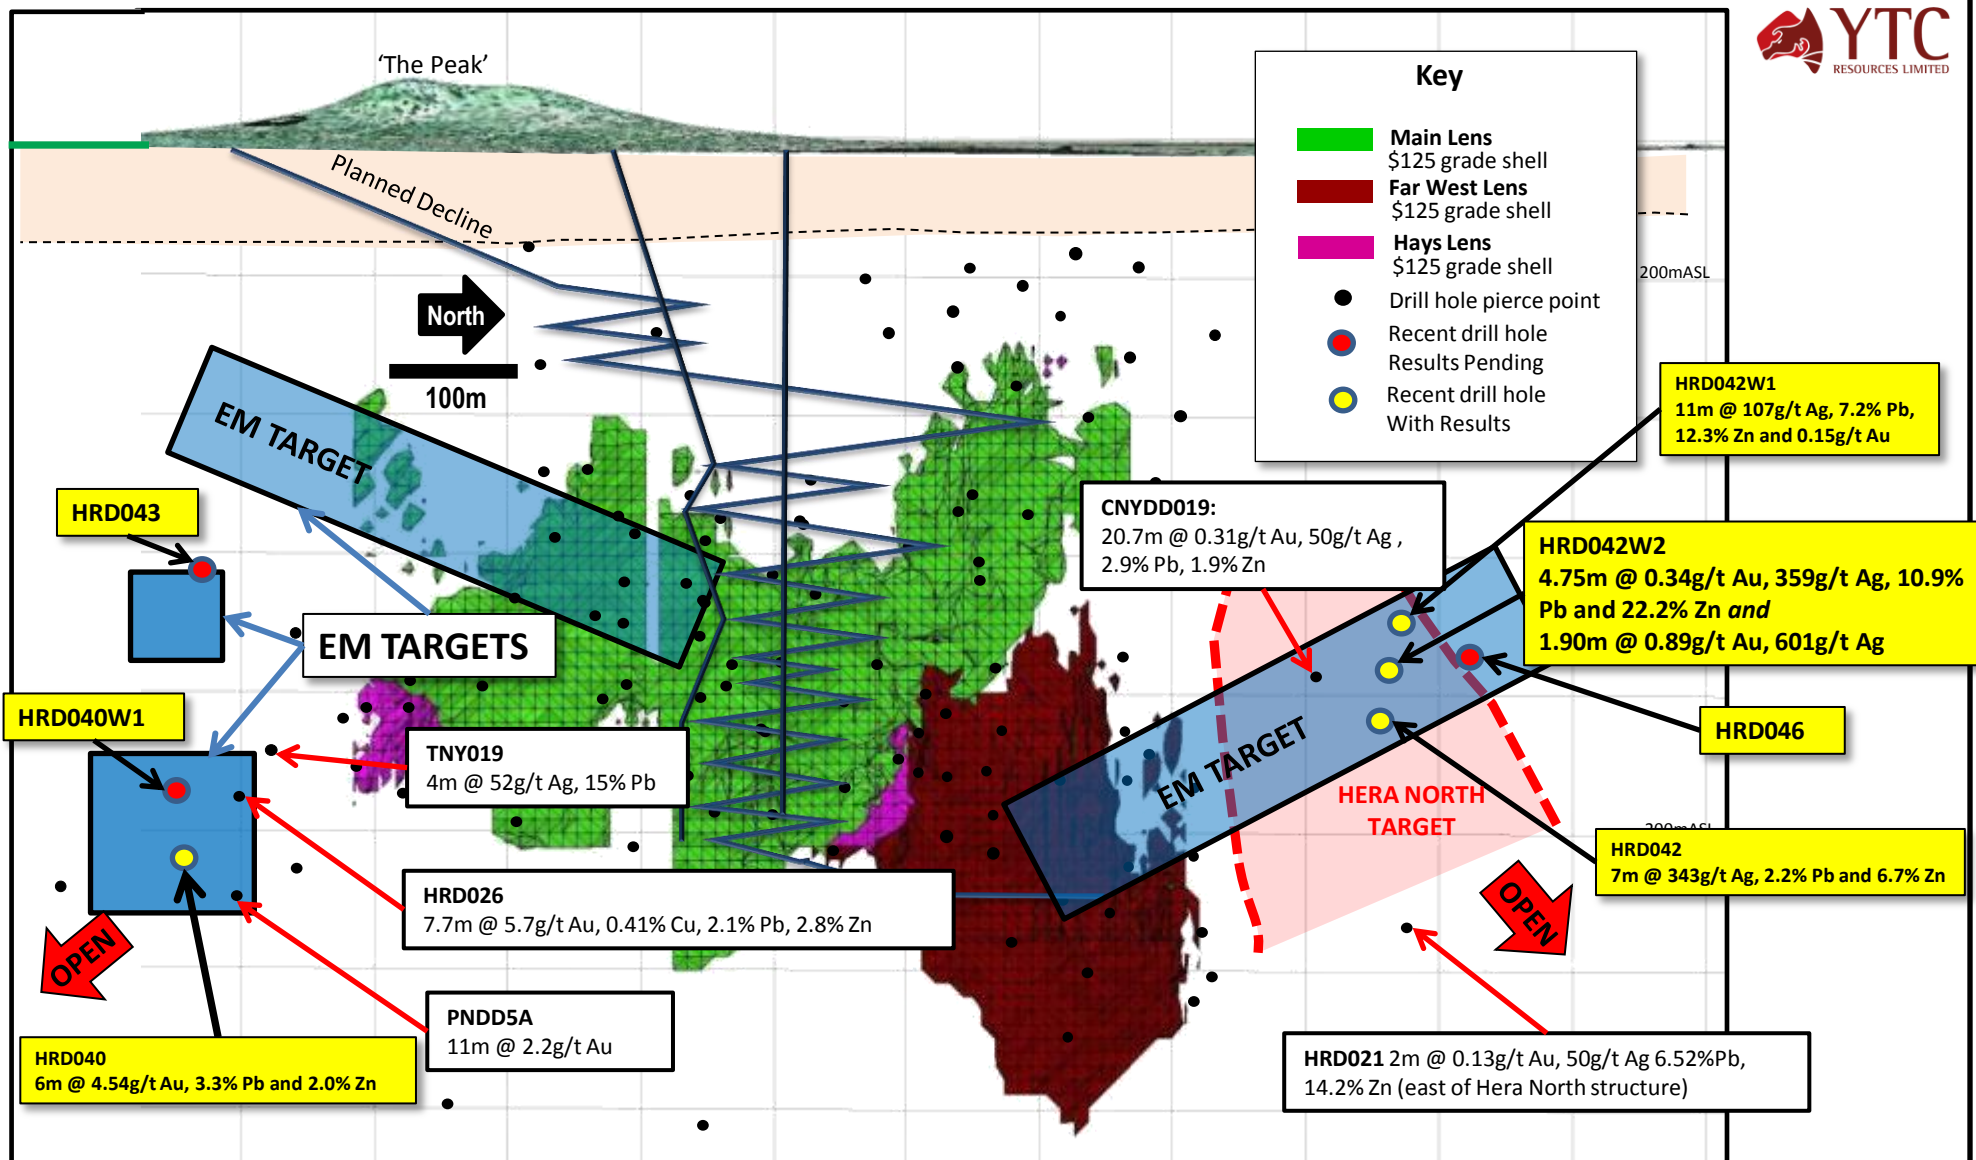 YTC
RESOURCES LIMITED
'The Peak'
Key
Main Lens
$125 grade shell
Far West Lens
$125 grade shell
Hays Lens
$125 grade shell
Drill hole pierce point
Recent drill hole
Results Pending
Recent drill hole
With Results
Planned Decline
200mASL
North
100m
EM TARGET
HRD042W1
11m @ 107g/t Ag, 7.2% Pb,
12.3% Zn and 0.15g/t Au
HRD043
CNYDD019:
20.7m @ 0.31g/t Au, 50g/t Ag ,
2.9% Pb, 1.9% Zn
HRD042W2
4.75m @ 0.34g/t Au, 359g/t Ag, 10.9%
Pb and 22.2% Zn and
1.90m @ 0.89g/t Au, 601g/t Ag
EM TARGETS
HRD040W1
HRD046
TNY019
4m @ 52g/t Ag, 15% Pb
EM TARGET
HERA NORTH
TARGET
200mASL
HRD042
7m @ 343g/t Ag, 2.2% Pb and 6.7% Zn
HRD026
7.7m @ 5.7g/t Au, 0.41% Cu, 2.1% Pb, 2.8% Zn
OPEN
OPEN
PNDD5A
11m @ 2.2g/t Au
HRD040
6m @ 4.54g/t Au, 3.3% Pb and 2.0% Zn
HRD021 2m @ 0.13g/t Au, 50g/t Ag 6.52%Pb,
14.2% Zn (east of Hera North structure)